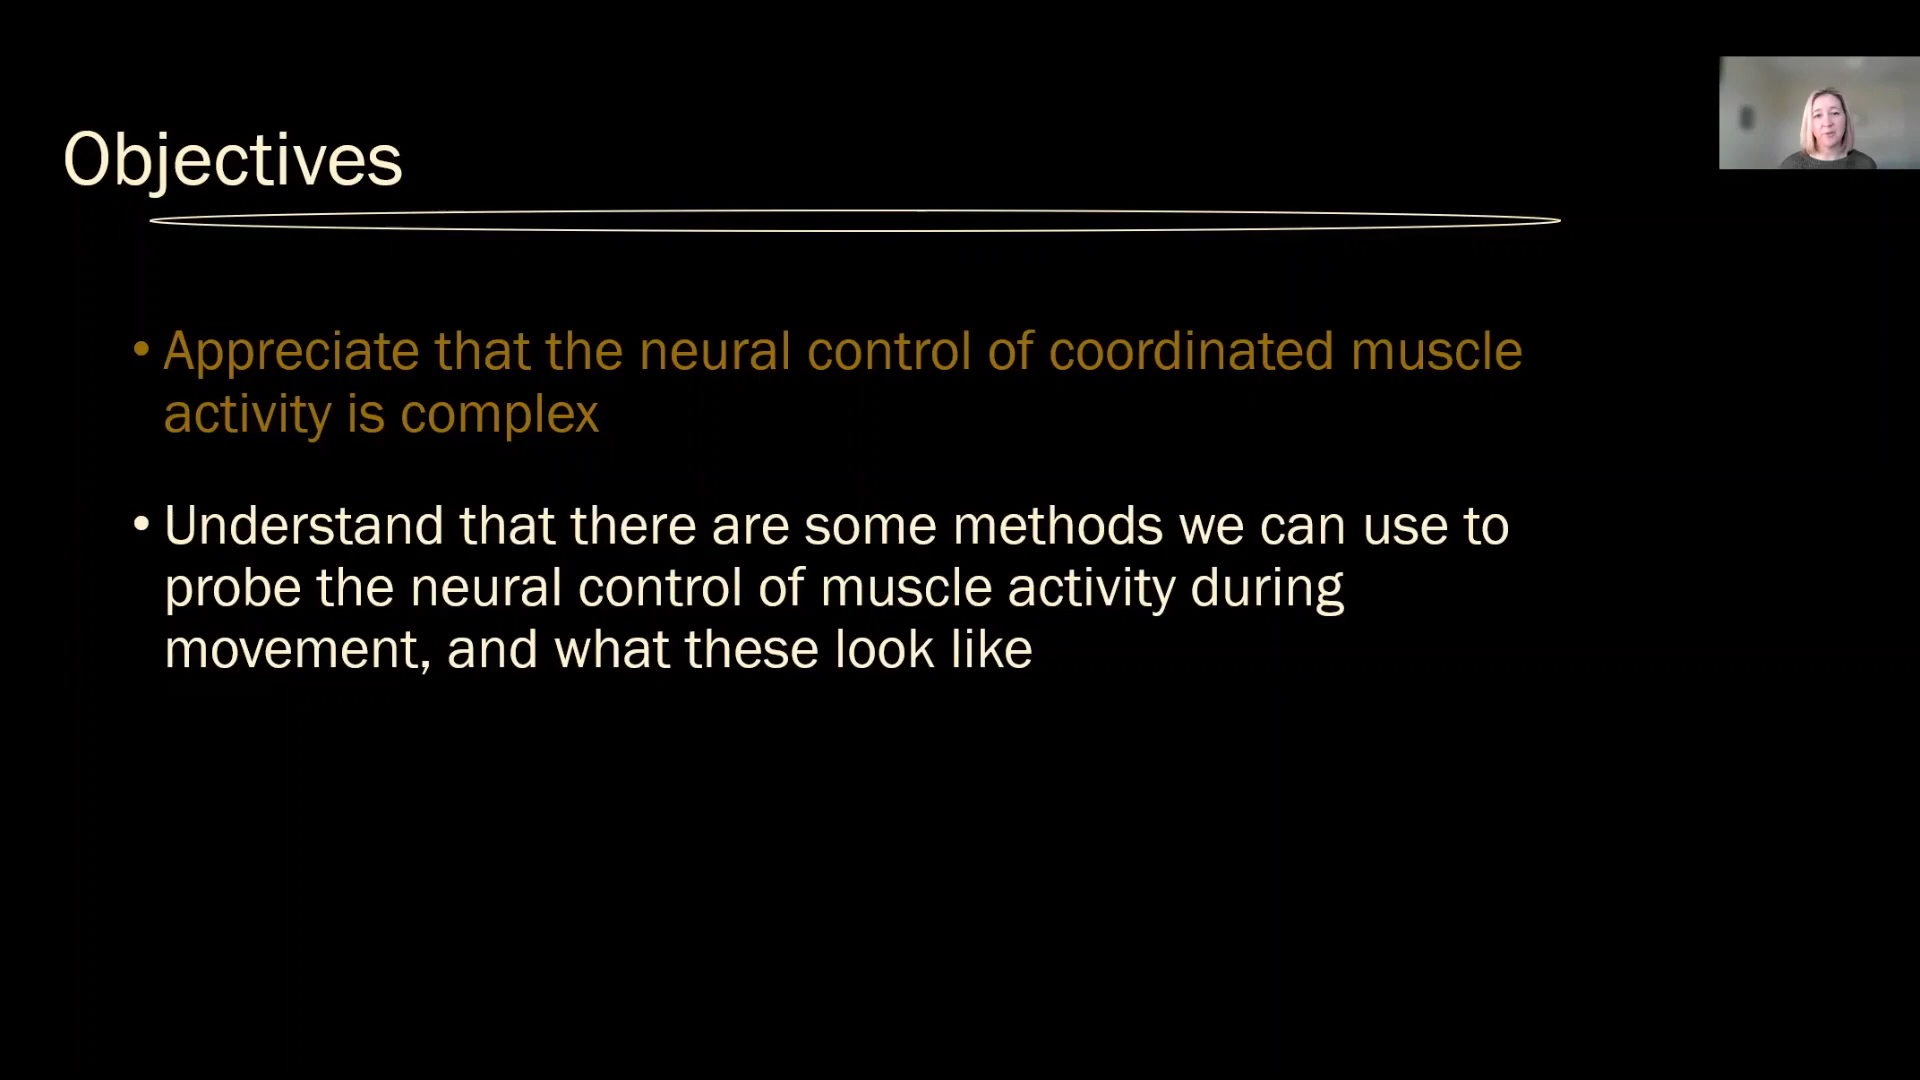 Objectives
• Appreciate that the neural control of coordinated muscle
activity is complex
• Understand that there are some methods we can use to
probe the neural control of muscle activity during
movement, and what these look like